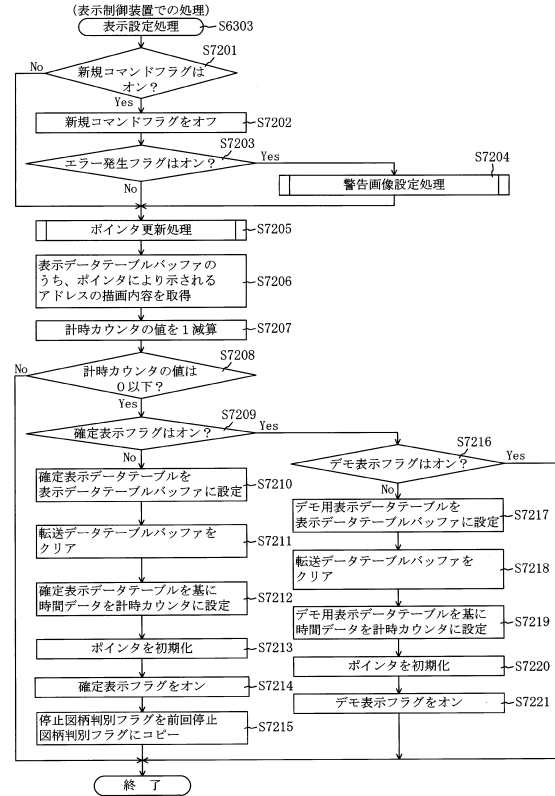 (表示制御装置での処理)
表示設定処理
S6303
S7201
新規コマンドフラグは
オン？
No
Yes
新規コマンドフラグをオフ
S7202
S7203
エラー発生フラグはオン？
Yes
No
S7204
警告画像設定処理
ポインタ更新処理
S7205
表示データテーブルバッファの
うち、ポインタにより示される
アドレスの描画内容を取得
S7206
計時カウンタの値を1減算
S7207
S7208
計時カウンタの値は
0以下？
No
Yes
S7209
確定表示フラグはオン？
Yes
No
確定表示データテーブルを
表示データテーブルバッファに設定
S7210
転送データテーブルバッファを
クリア
S7211
確定表示データテーブルを基に
時間データを計時カウンタに設定
S7212
ポインタを初期化
S7213
確定表示フラグをオン
S7214
停止図柄判別フラグを前回停止
図柄判別フラグにコピー
S7215
S7216
デモ表示フラグはオン？
Yes
No
デモ用表示データテーブルを
表示データテーブルバッファに設定
S7217
転送データテーブルバッファを
クリア
S7218
デモ用表示データテーブルを基に
時間データを計時カウンタに設定
S7219
ポインタを初期化
S7220
デモ表示フラグをオン
S7221
終 了